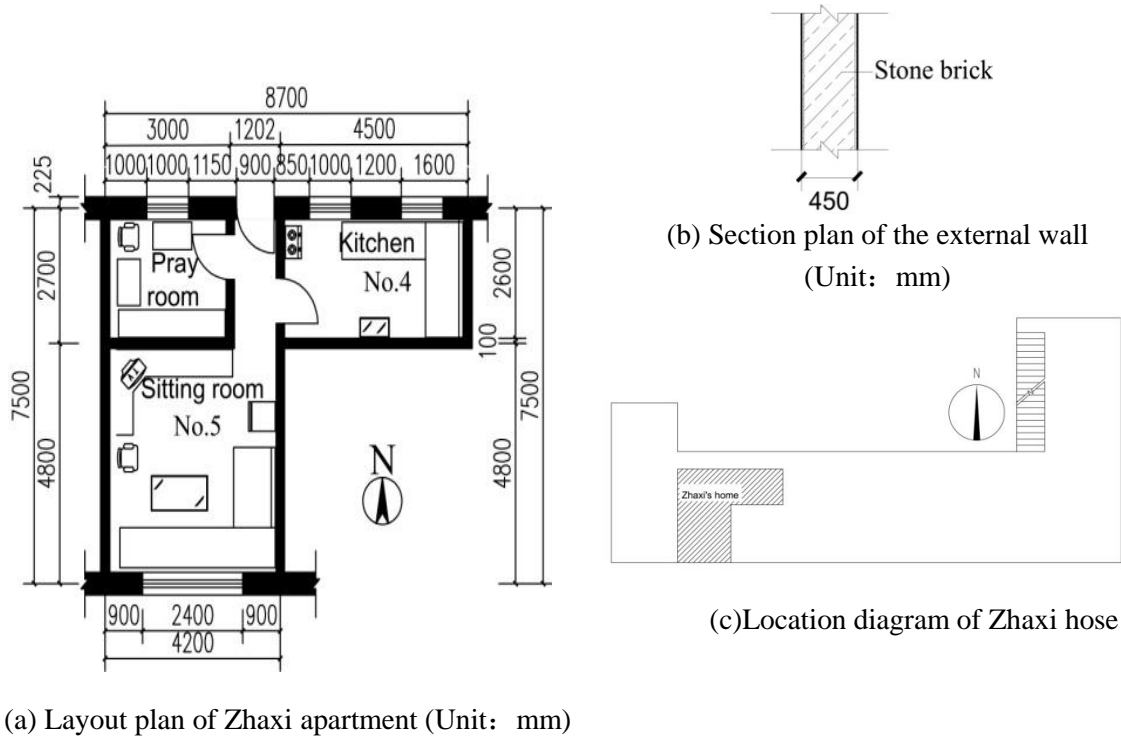 8700
3000 1202 4500
1000 1000 1150 900 850 1000 1200 1600
225
2700
4800
7500
2600
100
4800
7500
Pray
room
Kitchen
No.4
Sitting room
No.5
N
900 2400 900
4200
(a) Layout plan of Zhaxi apartment (Unit：mm)
Stone brick
450
(b) Section plan of the external wall
(Unit：mm)
N
Zhaxi's home
(c)Location diagram of Zhaxi hose